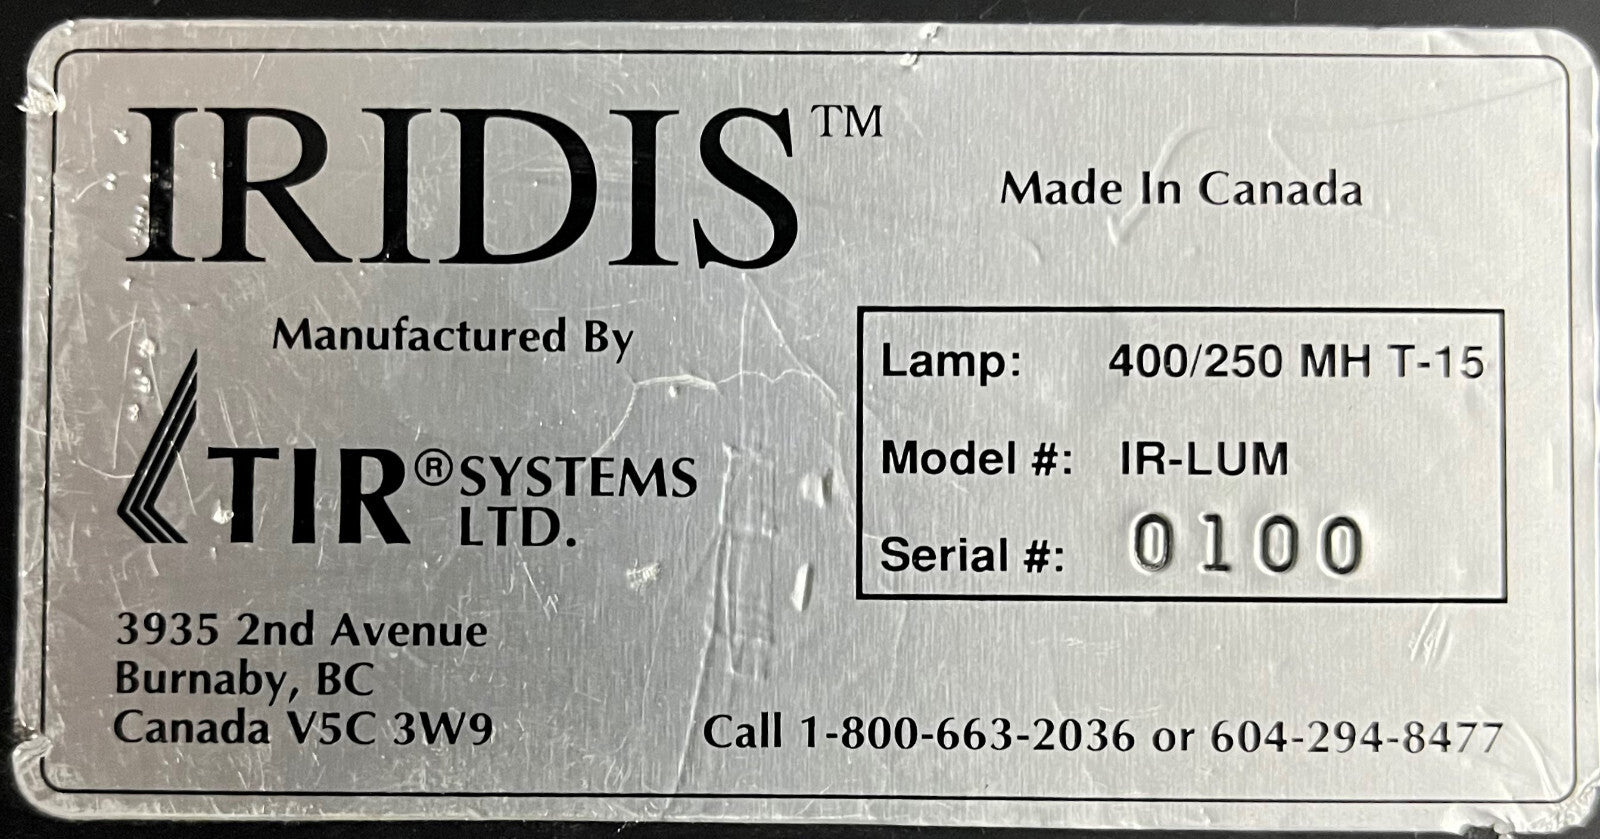 IRIDIS™
Made In Canada
Manufactured By
TIR® SYSTEMS
LTD.
Lamp: 400/250 MH T-15
Model #: IR-LUM
Serial #: 0100
3935 2nd Avenue
Burnaby, BC
Canada V5C 3W9
Call 1-800-663-2036 or 604-294-8477